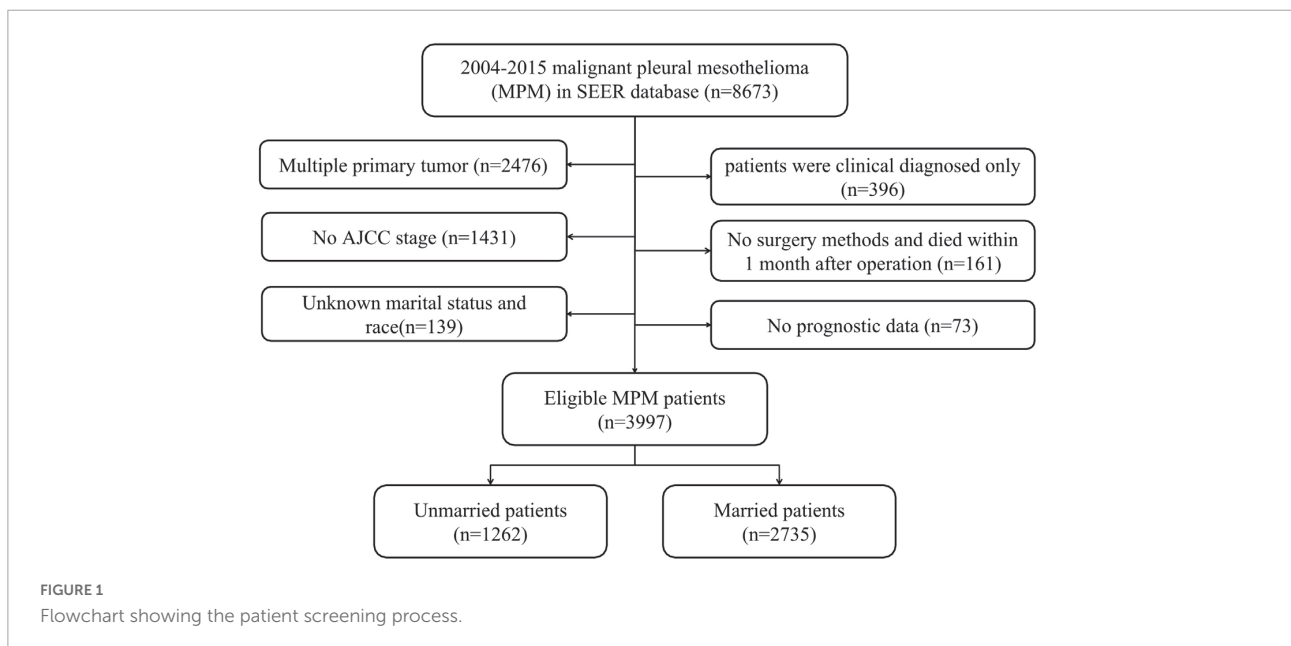 2004-2015 malignant pleural mesothelioma
(MPM) in SEER database (n=8673)
Multiple primary tumor (n=2476)
patients were clinical diagnosed only
(n=396)
No AJCC stage (n=1431)
No surgery methods and died within
1 month after operation (n=161)
Unknown marital status and
race(n=139)
No prognostic data (n=73)
Eligible MPM patients
(n=3997)
Unmarried patients
(n=1262)
Married patients
(n=2735)
FIGURE 1
Flowchart showing the patient screening process.